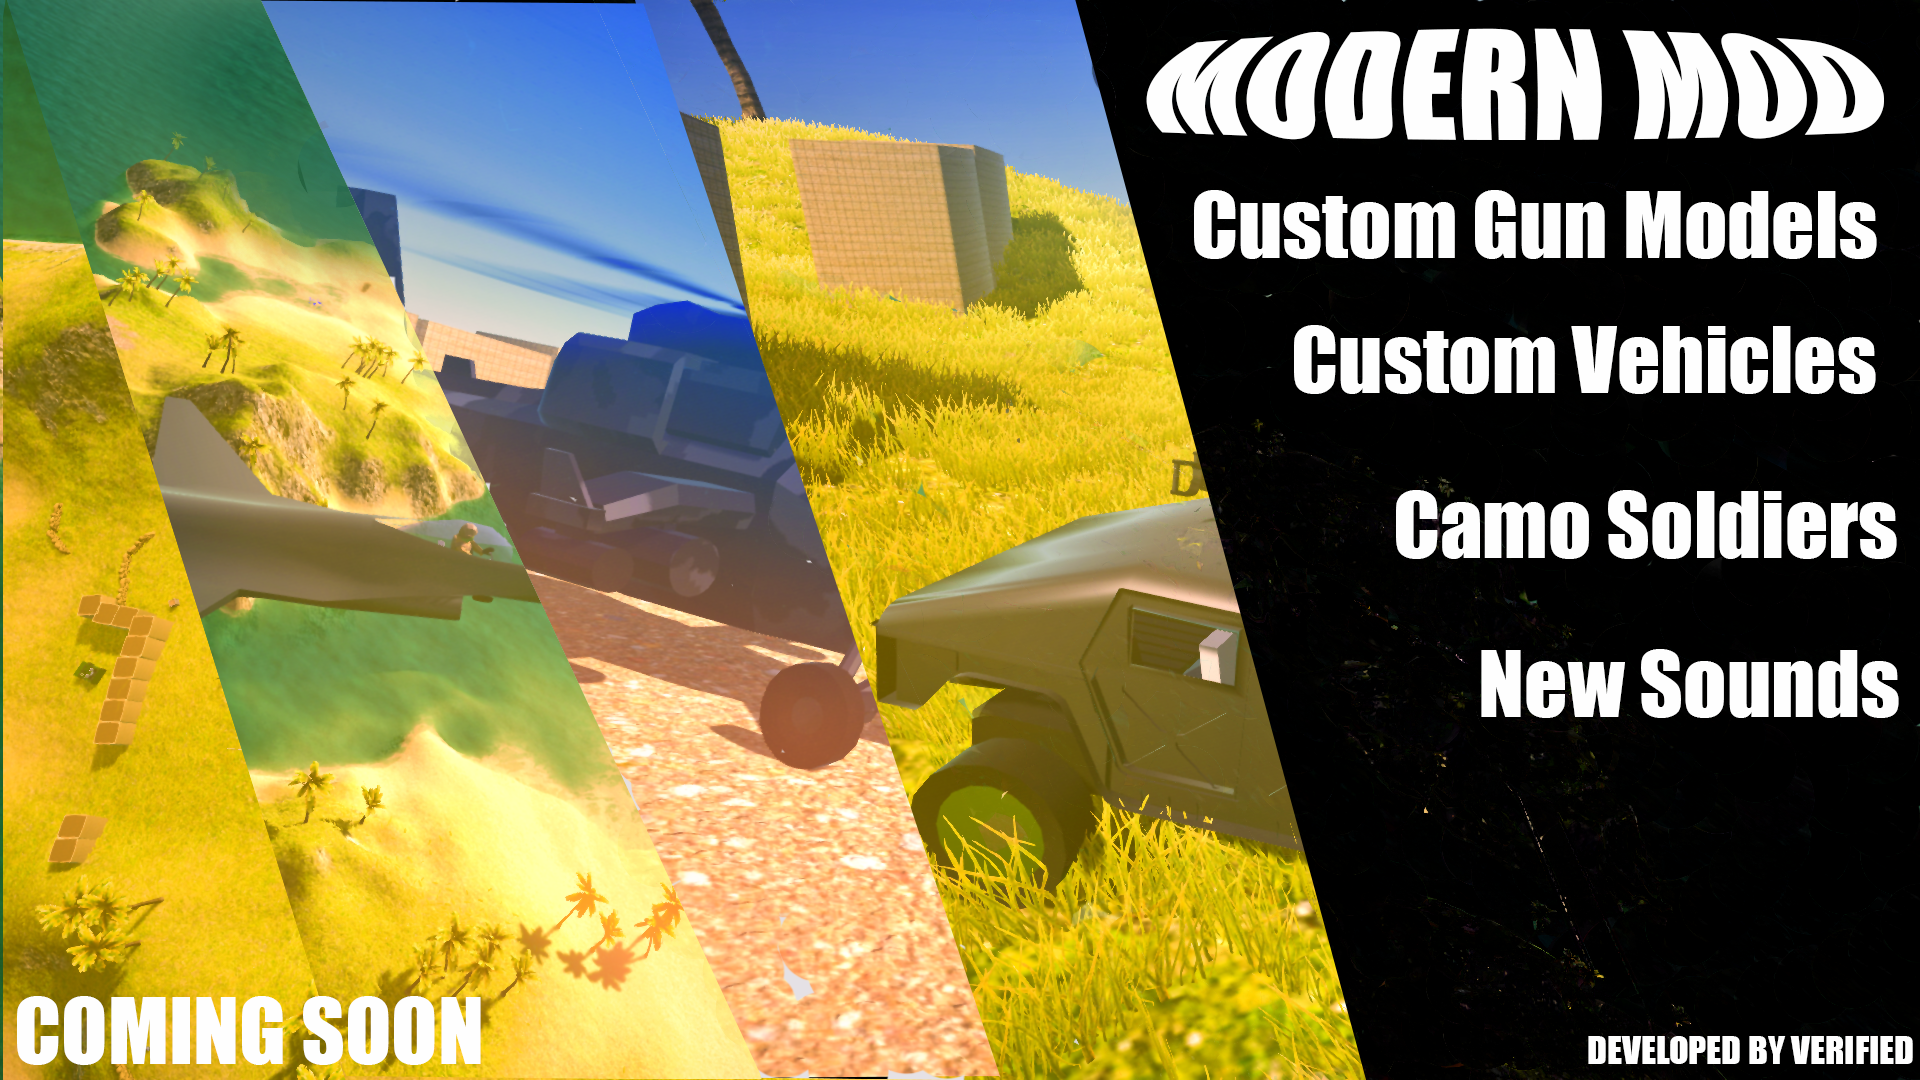 MODERN MOD
Custom Gun Models
Custom Vehicles
Camo Soldiers
New Sounds
COMING SOON
DEVELOPED BY VERIFIED